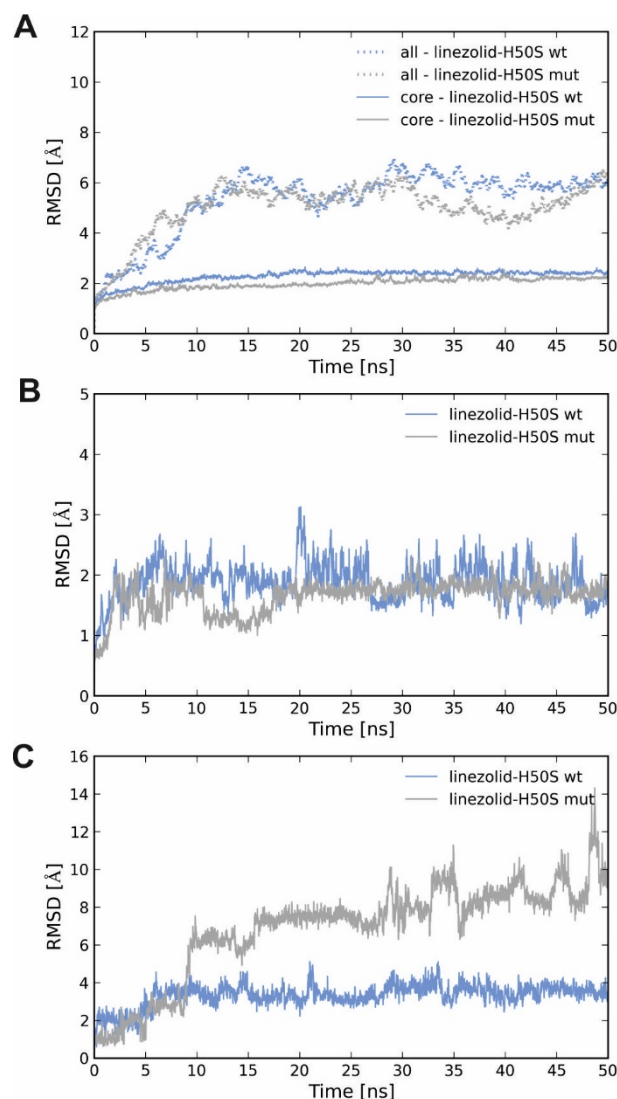 A
all - linezolid-H50S wt
all - linezolid-H50S mut
core - linezolid-H50S wt
core - linezolid-H50S mut
12
10
8
6
4
2
0
RMSD [Å]
0 5 10 15 20 25 30 35 40 45 50
Time [ns]
B
linezolid-H50S wt
linezolid-H50S mut
5
4
3
2
1
0
RMSD [Å]
0 5 10 15 20 25 30 35 40 45 50
Time [ns]
C
linezolid-H50S wt
linezolid-H50S mut
16
14
12
10
8
6
4
2
0
RMSD [Å]
0 5 10 15 20 25 30 35 40 45 50
Time [ns]